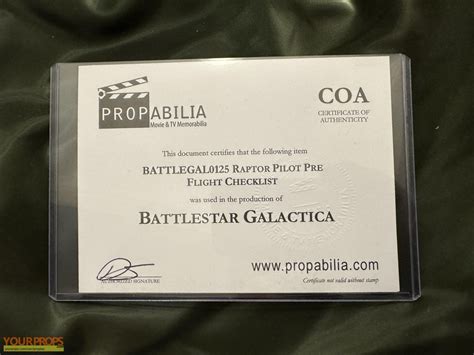 PROPABILIA
Movie & TV Memorabilia
COA
CERTIFICATE OF
AUTHENTICITY
This document certifies that the following item
BATTLEGAL0125 RAPTOR PILOT PRE
FLIGHT CHECKLIST
was used in the production of
BATTLESTAR GALACTICA
AUTHORIZED SIGNATURE
www.propabilia.com
Certificate not valid without stamp
YOURPROPS